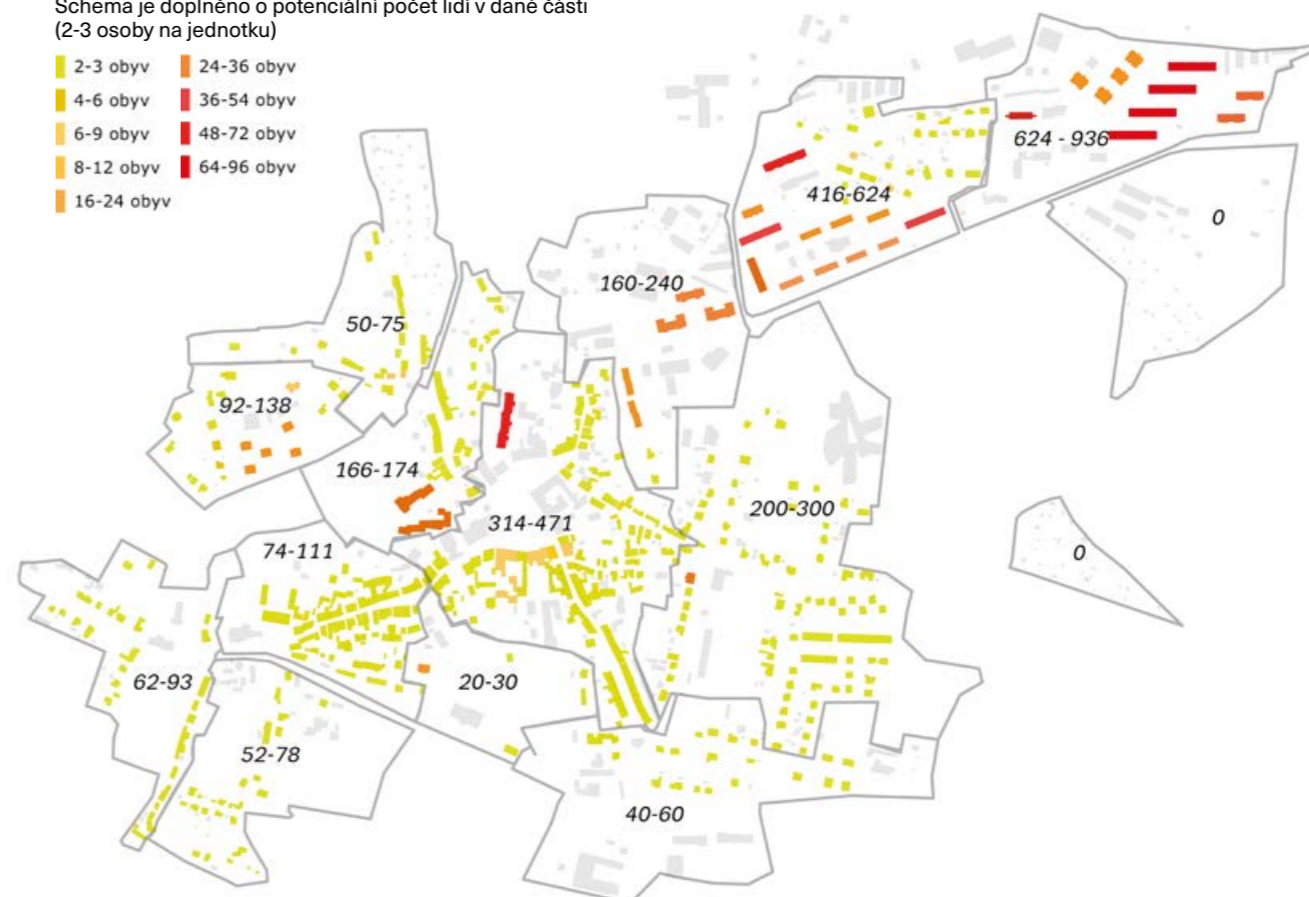 Schema je doplněno o potenciální počet lidí v dané části
(2-3 osoby na jednotku)
2-3 obyv
24-36 obyv
4-6 obyv
36-54 obyv
6-9 obyv
48-72 obyv
8-12 obyv
64-96 obyv
16-24 obyv
624 - 936
416-624
0
160-240
50-75
92-138
166-174
200-300
314-471
74-111
0
62-93
20-30
52-78
40-60